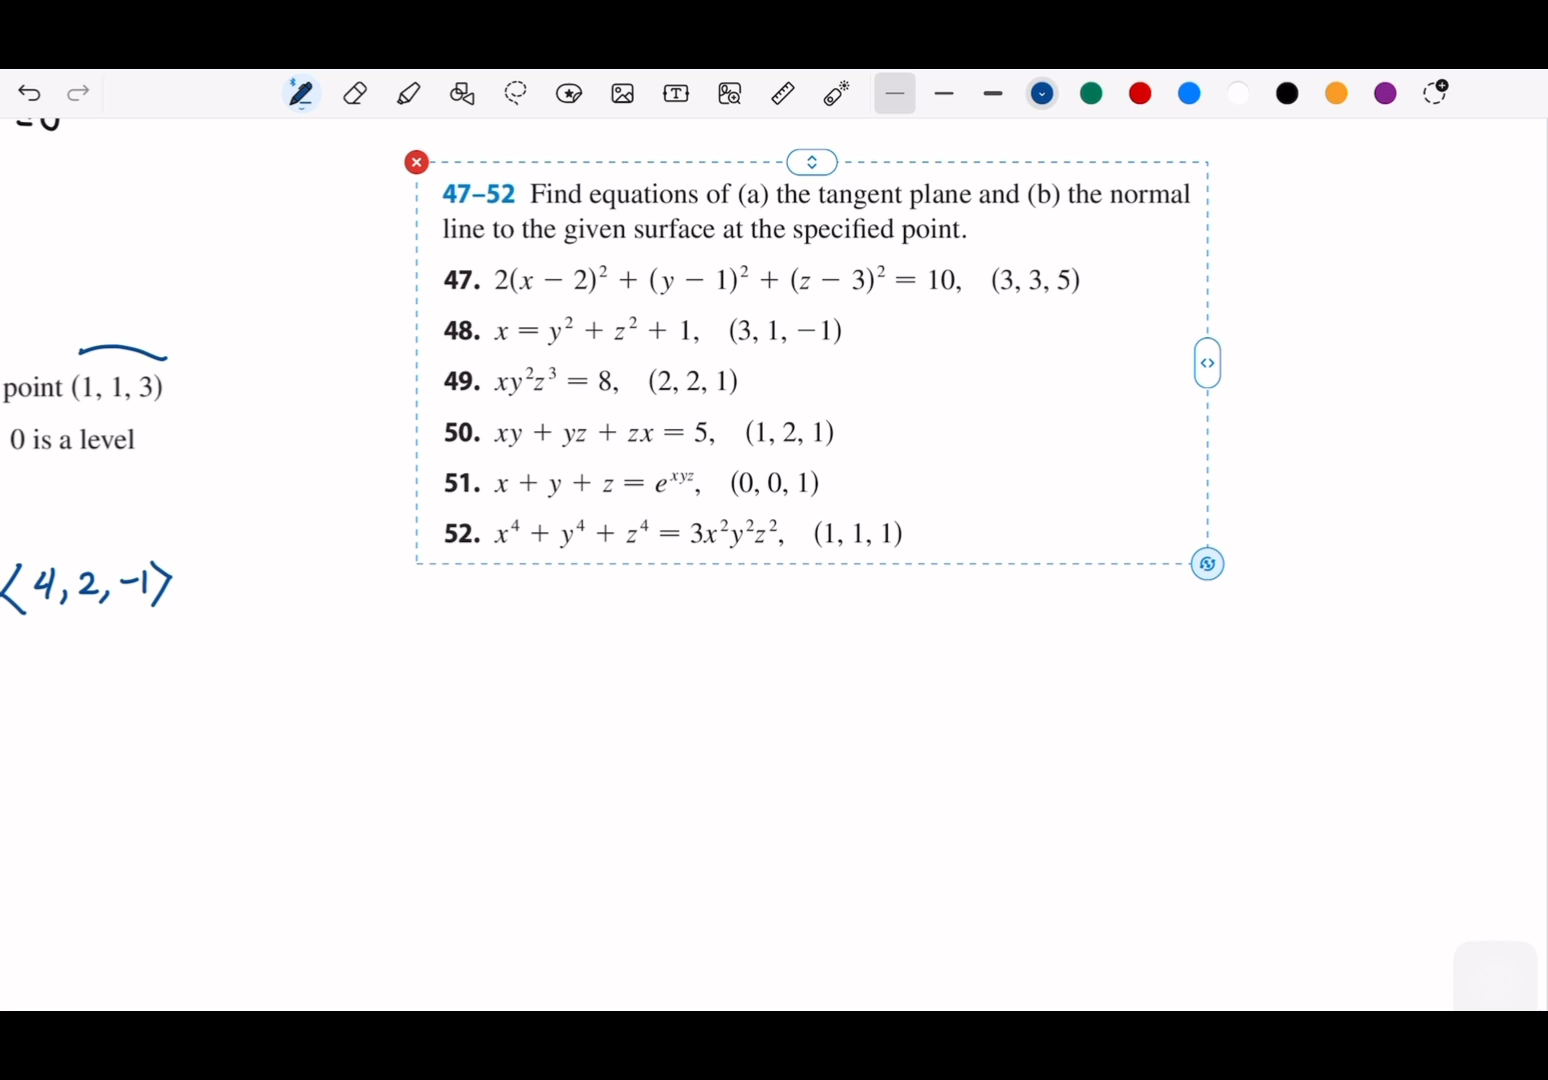 =0
47–52 Find equations of (a) the tangent plane and (b) the normal
line to the given surface at the specified point.
47. 2(x − 2)² + (y − 1)² + (z − 3)² = 10, (3, 3, 5)
48. x = y² + z² + 1, (3, 1, −1)
point (1, 1, 3)
49. xy²z³ = 8, (2, 2, 1)
0 is a level
50. xy + yz + zx = 5, (1, 2, 1)
51. x + y + z = e^{xyz}, (0, 0, 1)
52. x⁴ + y⁴ + z⁴ = 3x²y²z², (1, 1, 1)
⟨4, 2, −1⟩